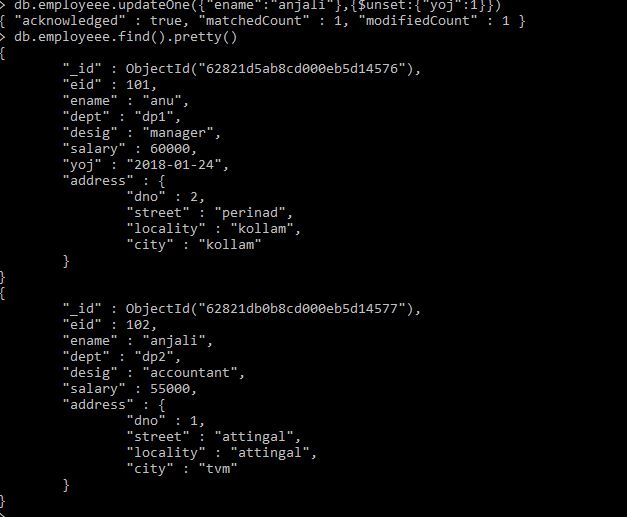 > db.employeee.updateOne({"ename":"anjali"},{$unset:{"yoj":1}})
{ "acknowledged" : true, "matchedCount" : 1, "modifiedCount" : 1 }
> db.employeee.find().pretty()
{
        "_id" : ObjectId("62821d5ab8cd000eb5d14576"),
        "eid" : 101,
        "ename" : "anu",
        "dept" : "dp1",
        "desig" : "manager",
        "salary" : 60000,
        "yoj" : "2018-01-24",
        "address" : {
                "dno" : 2,
                "street" : "perinad",
                "locality" : "kollam",
                "city" : "kollam"
        }
}
{
        "_id" : ObjectId("62821db0b8cd000eb5d14577"),
        "eid" : 102,
        "ename" : "anjali",
        "dept" : "dp2",
        "desig" : "accountant",
        "salary" : 55000,
        "address" : {
                "dno" : 1,
                "street" : "attingal",
                "locality" : "attingal",
                "city" : "tvm"
        }
}
>